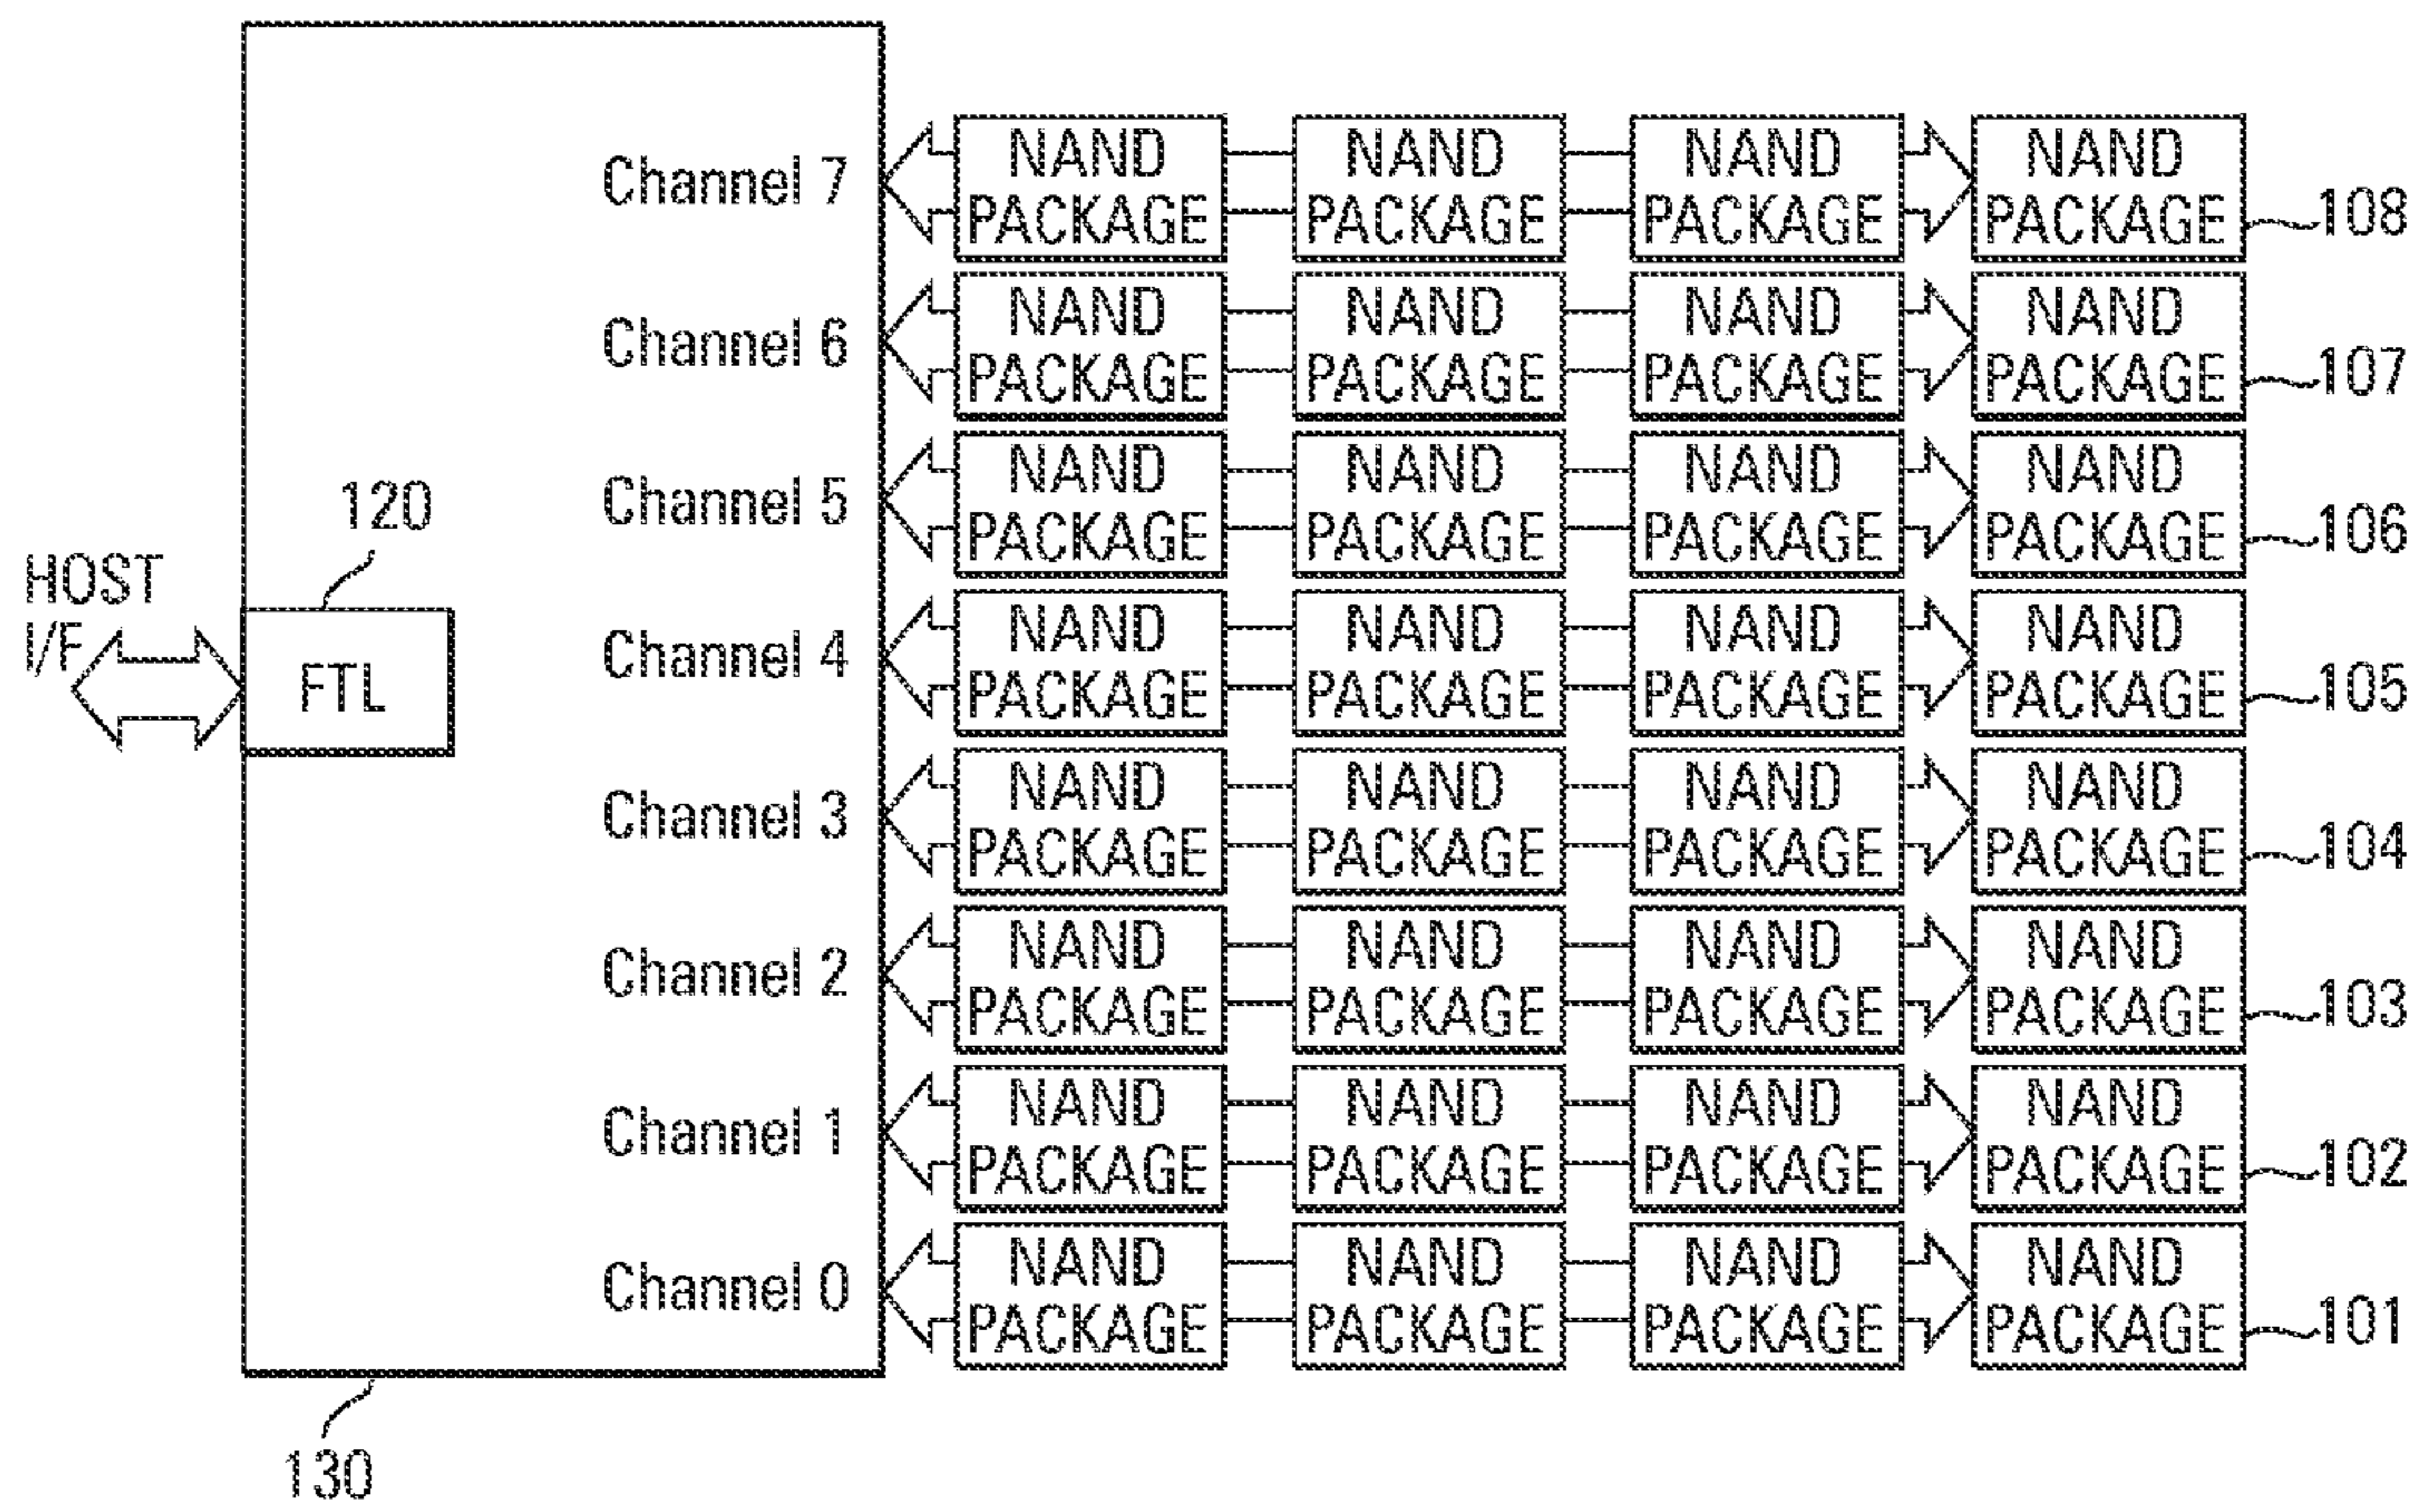 Channel 7
NAND PACKAGE NAND PACKAGE NAND PACKAGE NAND PACKAGE
108
Channel 6
NAND PACKAGE NAND PACKAGE NAND PACKAGE NAND PACKAGE
107
Channel 5
NAND PACKAGE NAND PACKAGE NAND PACKAGE NAND PACKAGE
106
120
HOST
I/F
FTL
Channel 4
NAND PACKAGE NAND PACKAGE NAND PACKAGE NAND PACKAGE
105
Channel 3
NAND PACKAGE NAND PACKAGE NAND PACKAGE NAND PACKAGE
104
Channel 2
NAND PACKAGE NAND PACKAGE NAND PACKAGE NAND PACKAGE
103
Channel 1
NAND PACKAGE NAND PACKAGE NAND PACKAGE NAND PACKAGE
102
Channel 0
NAND PACKAGE NAND PACKAGE NAND PACKAGE NAND PACKAGE
101
130